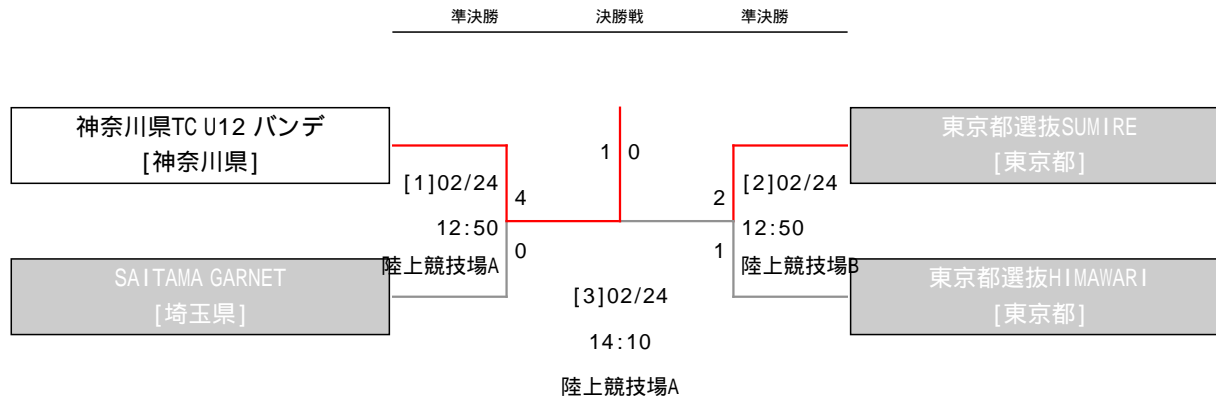 準決勝 決勝戦 準決勝
神奈川県TC U12 バンデ
[神奈川県]
東京都選抜SUMIRE
[東京都]
1 0
[1]02/24
4
2
[2]02/24
12:50
12:50
0
1
陸上競技場A
陸上競技場B
SAITAMA GARNET
[埼玉県]
東京都選抜HIMAWARI
[東京都]
[3]02/24
14:10
陸上競技場A